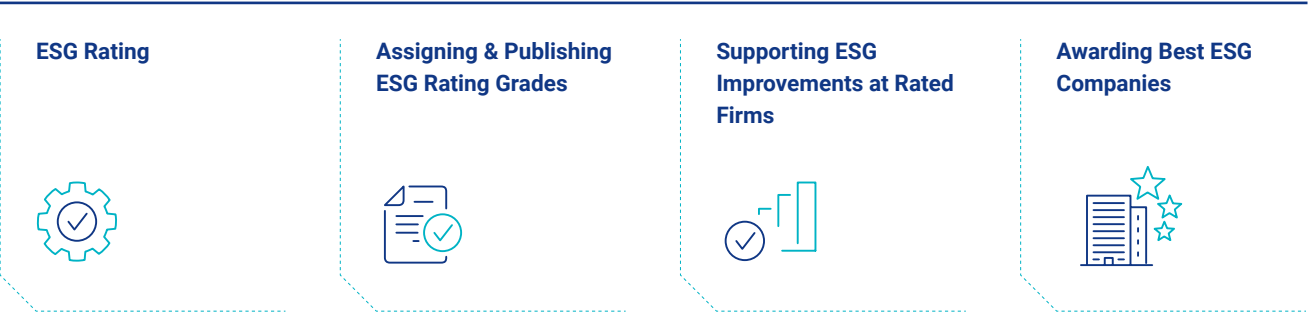 ESG Rating
Assigning & Publishing
ESG Rating Grades
Supporting ESG
Improvements at Rated
Firms
Awarding Best ESG
Companies